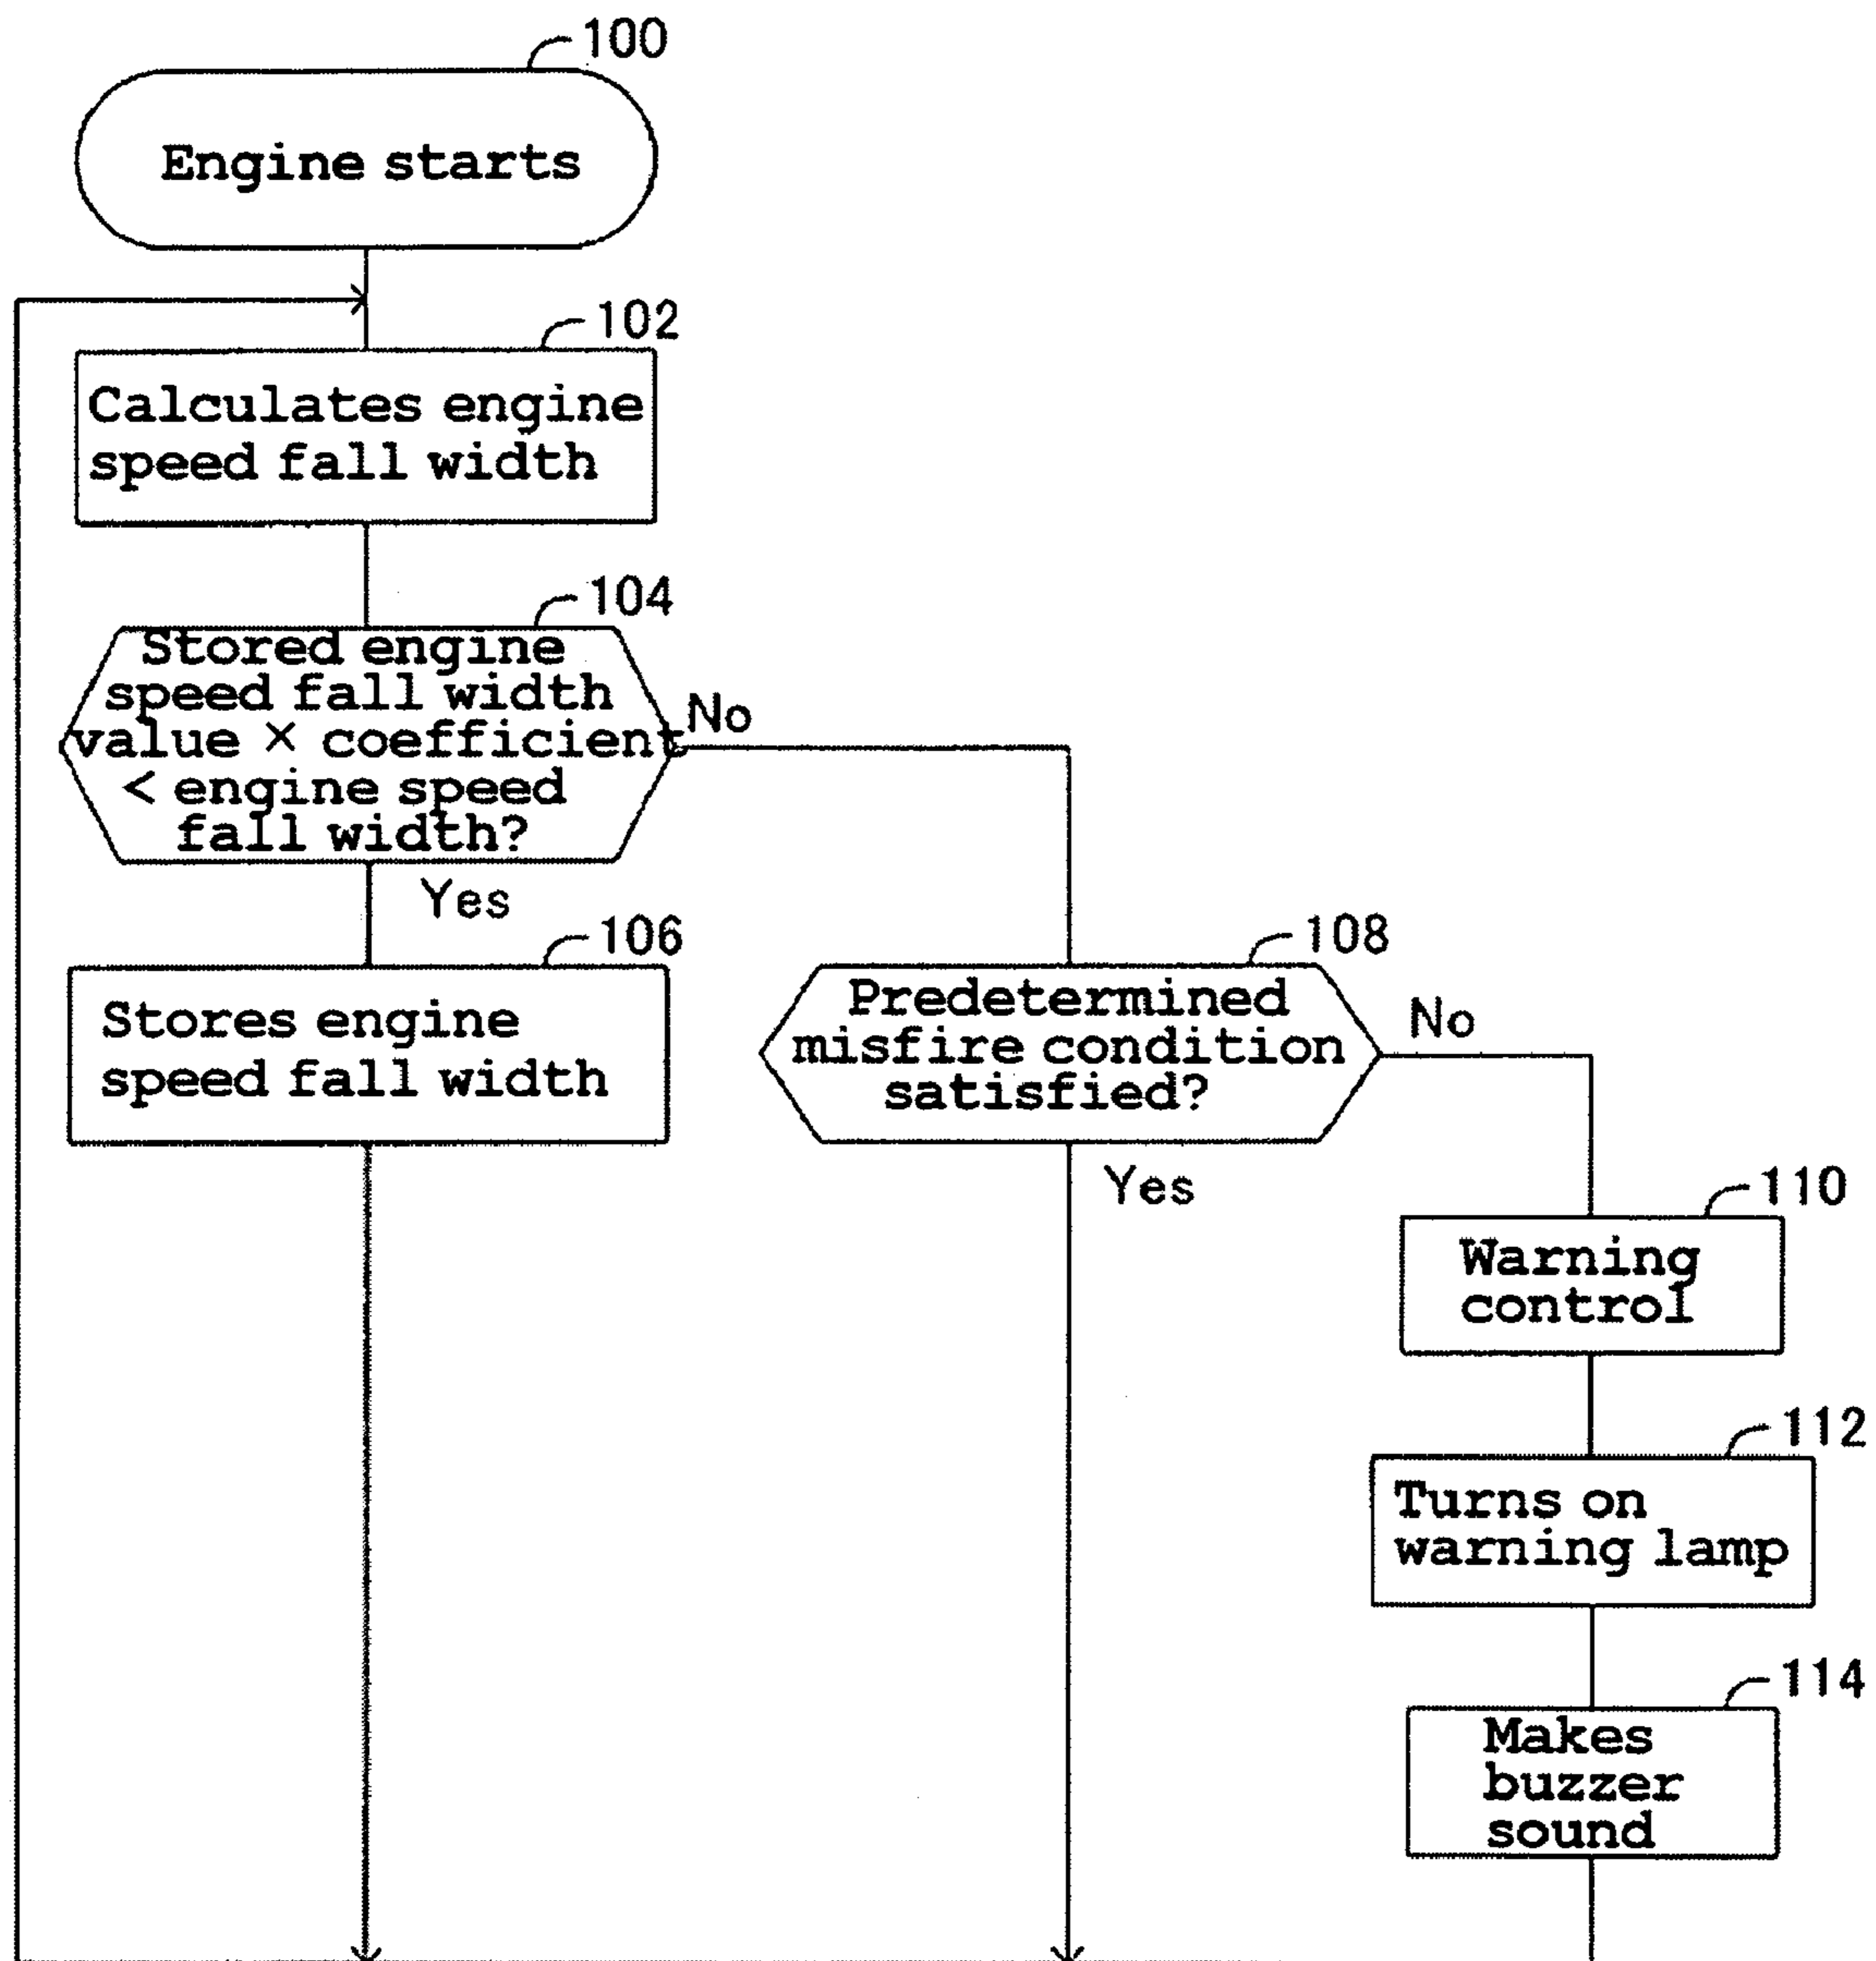 100
Engine starts
102
Calculates engine
speed fall width
104
Stored engine
speed fall width
value × coefficient
< engine speed
fall width?
No
Yes
106
Stores engine
speed fall width
108
Predetermined
misfire condition
satisfied?
No
Yes
110
Warning
control
112
Turns on
warning lamp
114
Makes
buzzer
sound